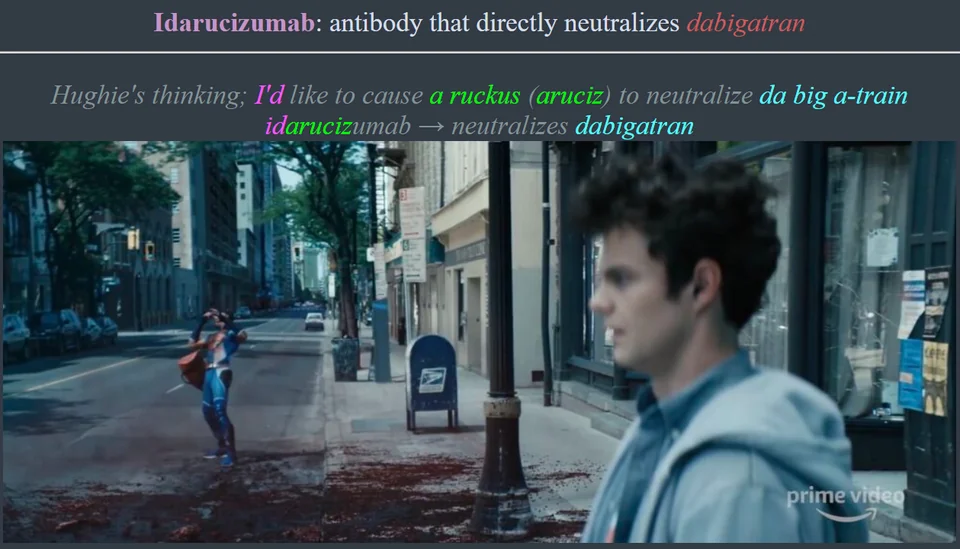 Idarucizumab: antibody that directly neutralizes dabigatran
Hughie's thinking; I'd like to cause a ruckus (aruciz) to neutralize da big a-train
idarucizumab → neutralizes dabigatran
prime video